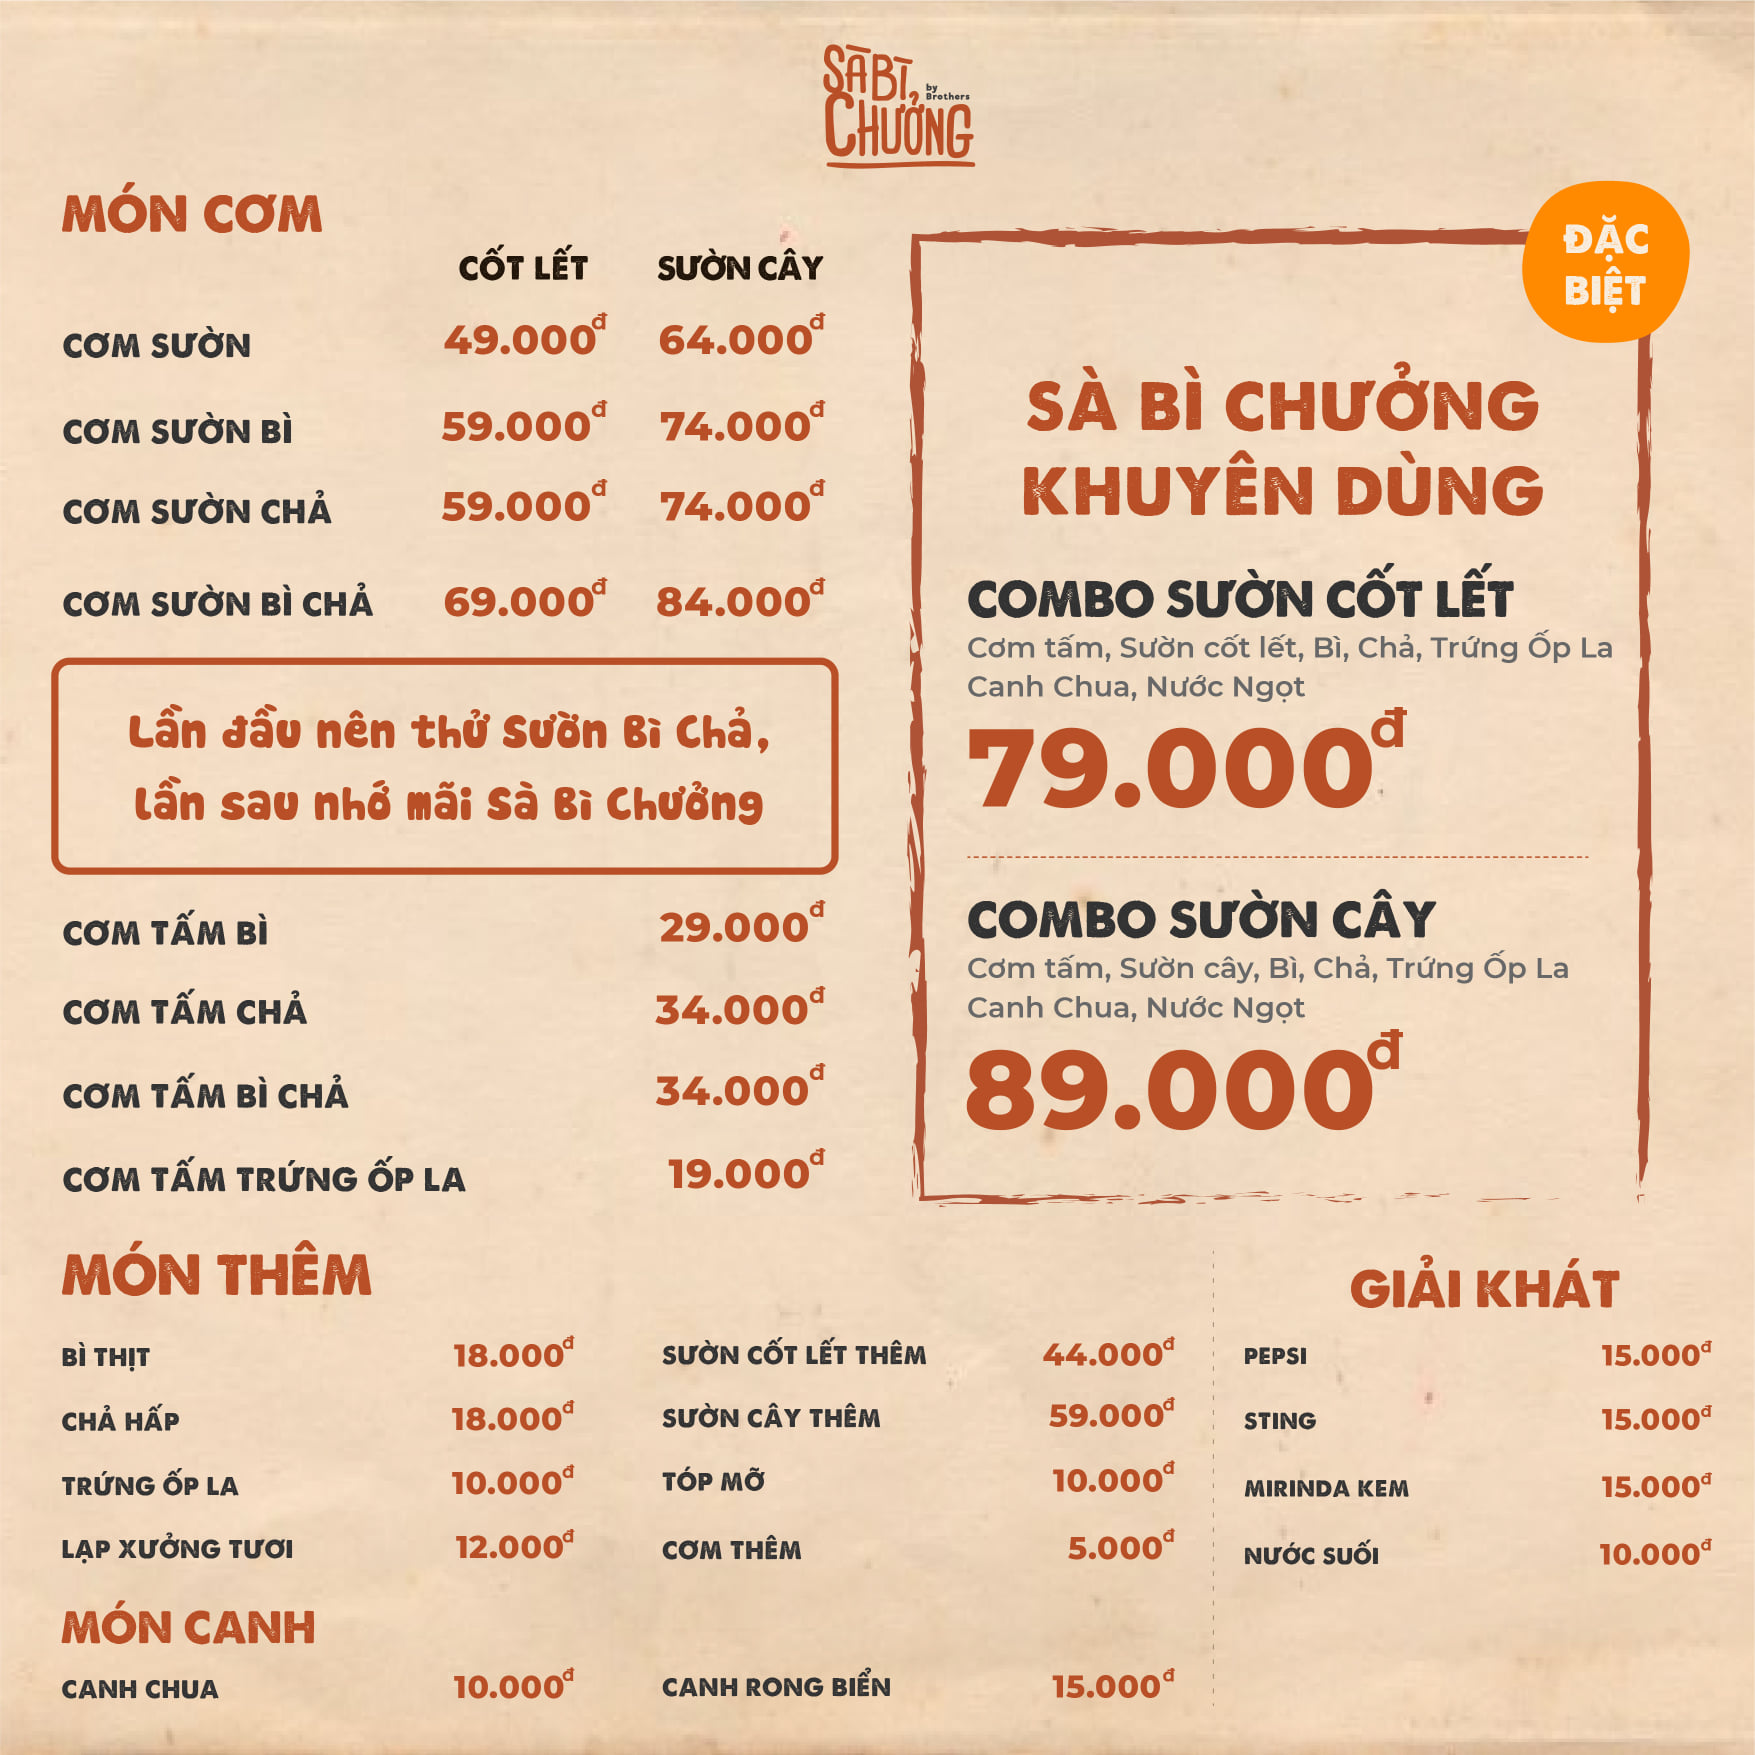 SÀ BÌ
CHƯỞNG
by
Brothers
MÓN CƠM
CỐT LẾT SƯỜN CÂY
CƠM SƯỜN 49.000đ 64.000đ
CƠM SƯỜN BÌ 59.000đ 74.000đ
CƠM SƯỜN CHẢ 59.000đ 74.000đ
CƠM SƯỜN BÌ CHẢ 69.000đ 84.000đ
Lần đầu nên thử Sườn Bì Chả,
lần sau nhớ mãi Sà Bì Chưởng
CƠM TẤM BÌ 29.000đ
CƠM TẤM CHẢ 34.000đ
CƠM TẤM BÌ CHẢ 34.000đ
CƠM TẤM TRỨNG ỐP LA 19.000đ
ĐẶC
BIỆT
SÀ BÌ CHƯỞNG
KHUYÊN DÙNG
COMBO SƯỜN CỐT LẾT
Cơm tấm, Sườn cốt lết, Bì, Chả, Trứng Ốp La
Canh Chua, Nước Ngọt
79.000đ
COMBO SƯỜN CÂY
Cơm tấm, Sườn cây, Bì, Chả, Trứng Ốp La
Canh Chua, Nước Ngọt
89.000đ
MÓN THÊM
BÌ THỊT 18.000đ
CHẢ HẤP 18.000đ
TRỨNG ỐP LA 10.000đ
LẠP XƯỞNG TƯƠI 12.000đ
SƯỜN CỐT LẾT THÊM 44.000đ
SƯỜN CÂY THÊM 59.000đ
TÓP MỠ 10.000đ
CƠM THÊM 5.000đ
MÓN CANH
CANH CHUA 10.000đ
CANH RONG BIỂN 15.000đ
GIẢI KHÁT
PEPSI 15.000đ
STING 15.000đ
MIRINDA KEM 15.000đ
NƯỚC SUỐI 10.000đ